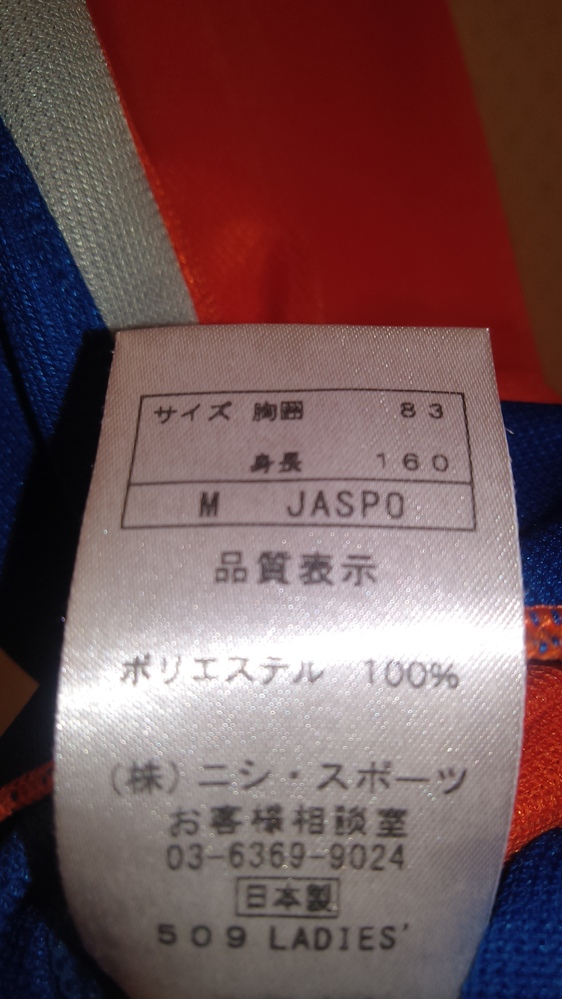 サイズ 胸囲 83
身長 160
M JASPO
品質表示
ポリエステル 100%
(株)ニシ・スポーツ
お客様相談室
03-6369-9024
日本製
509 LADIES'